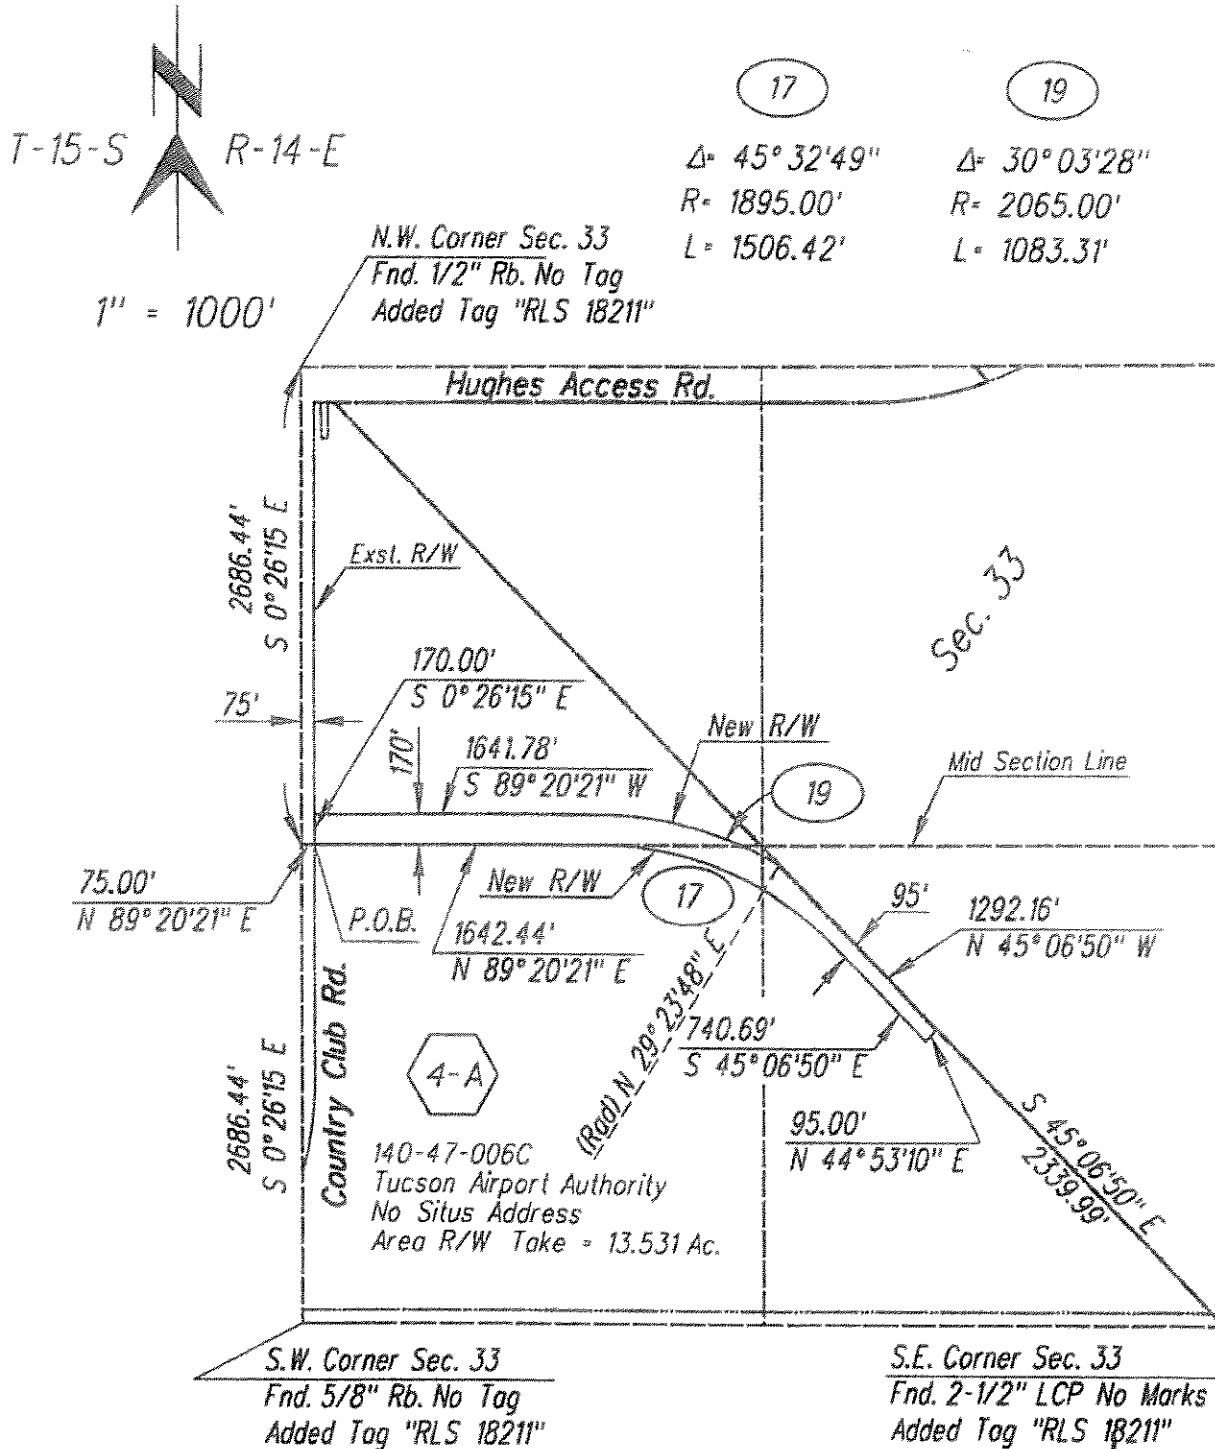 N
T-15-S
R-14-E
1" = 1000'
17
Δ= 45°32'49"
R= 1895.00'
L= 1506.42'
19
Δ= 30°03'28"
R= 2065.00'
L= 1083.31'
N.W. Corner Sec. 33
Fnd. 1/2" Rb. No Tag
Added Tag "RLS 18211"
Hughes Access Rd.
2686.44'
S 0°26'15 E
Exst. R/W
Sec. 33
170.00'
S 0°26'15" E
75'
170'
1641.78'
S 89°20'21" W
New R/W
19
Mid Section Line
75.00'
N 89°20'21" E
P.O.B.
New R/W
17
1642.44'
N 89°20'21" E
95'
1292.16'
N 45°06'50" W
(Rad) N 29°23'48" E
740.69'
S 45°06'50" E
95.00'
N 44°53'10" E
S 45°06'50" E
2339.99'
2686.44'
S 0°26'15 E
Country Club Rd.
4-A
140-47-006C
Tucson Airport Authority
No Situs Address
Area R/W Take = 13.531 Ac.
S.W. Corner Sec. 33
Fnd. 5/8" Rb. No Tag
Added Tag "RLS 18211"
S.E. Corner Sec. 33
Fnd. 2-1/2" LCP No Marks
Added Tag "RLS 18211"